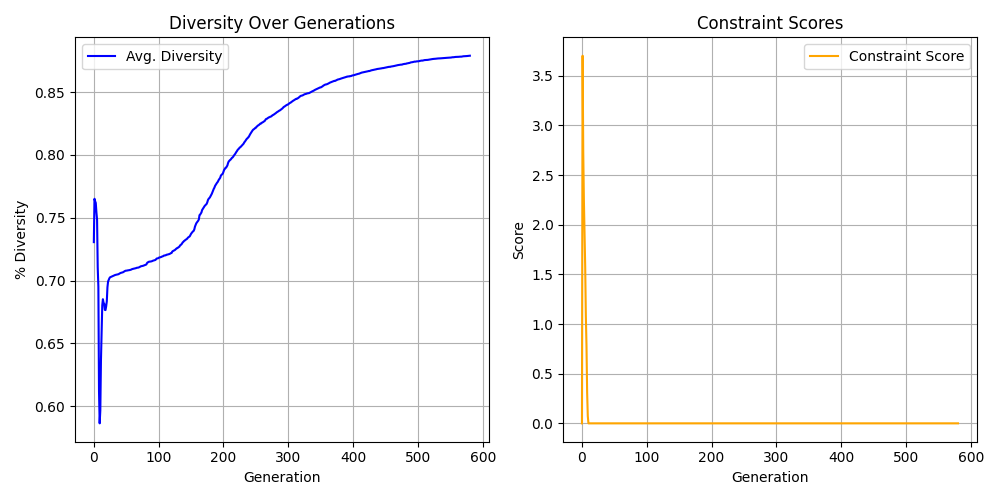 Diversity Over Generations
Avg. Diversity
% Diversity
0.85
0.80
0.75
0.70
0.65
0.60
0 100 200 300 400 500 600
Generation
Constraint Scores
Constraint Score
Score
3.5
3.0
2.5
2.0
1.5
1.0
0.5
0.0
0 100 200 300 400 500 600
Generation